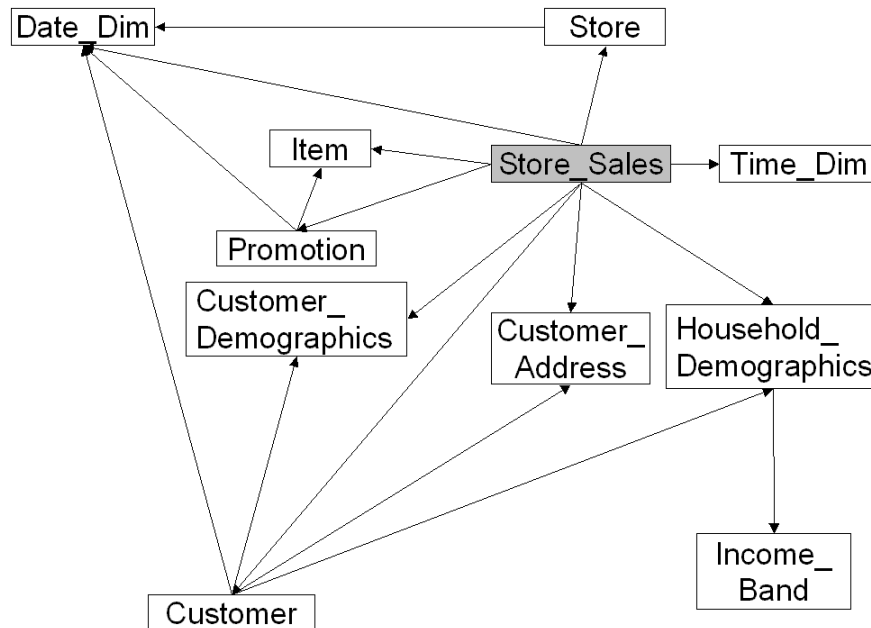 Date_Dim
Store
Item
Store_Sales
Time_Dim
Promotion
Customer_
Demographics
Customer_
Address
Household_
Demographics
Income_
Band
Customer